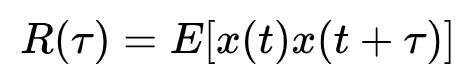 R(τ) = E[x(t)x(t + τ)]